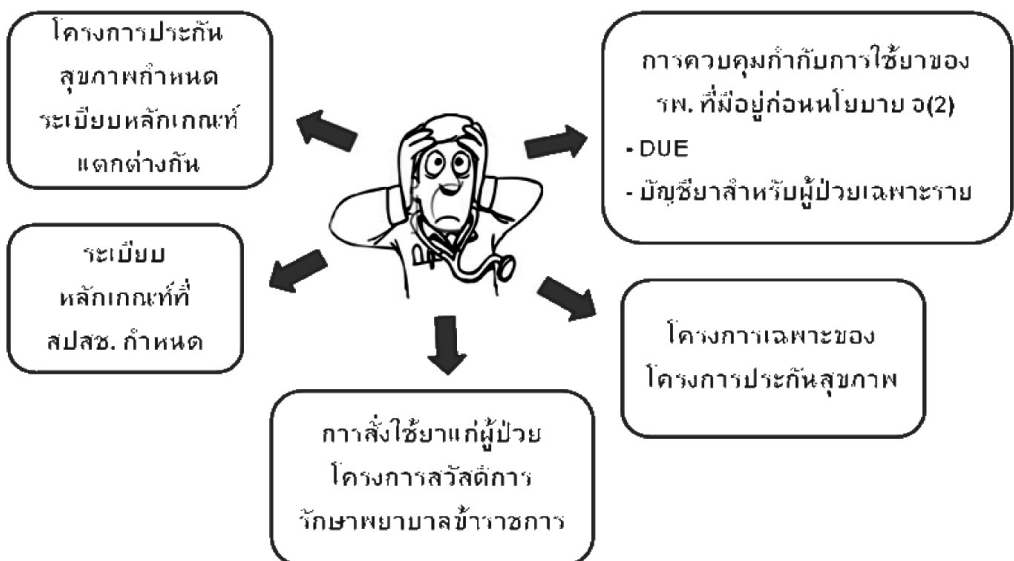 โครงการประกัน
สุขภาพกำหนด
ระเบียบหลักเกณฑ์
แตกต่างกัน
การควบคุมกำกับการใช้ยาของ
รพ. ที่มีอยู่ก่อนนโยบาย จ(2)
- DUE
- บัญชียาสำหรับผู้ป่วยเฉพาะราย
ระเบียบ
หลักเกณฑ์ที่
สปสช. กำหนด
โครงการเฉพาะของ
โครงการประกันสุขภาพ
การสั่งใช้ยาแก่ผู้ป่วย
โครงการสวัสดิการ
รักษาพยาบาลข้าราชการ